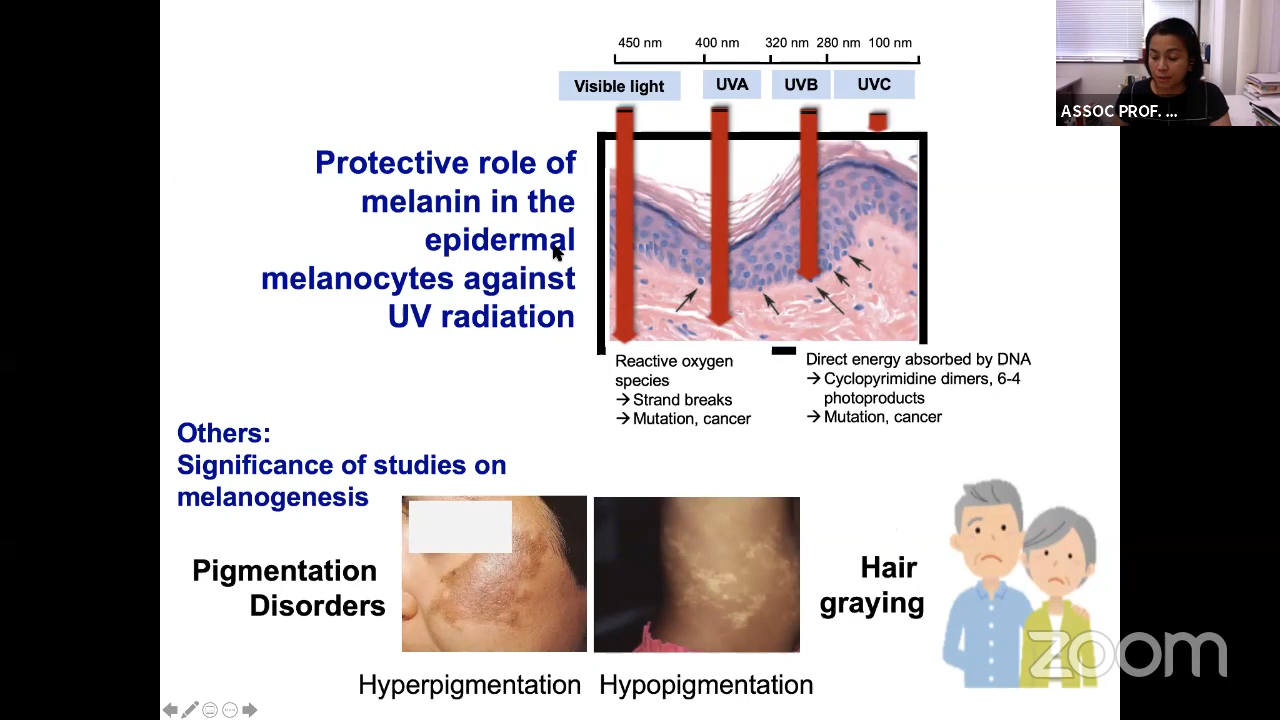 450 nm 400 nm 320 nm 280 nm 100 nm
Visible light UVA UVB UVC
ASSOC PROF. ...
Protective role of
melanin in the
epidermal
melanocytes against
UV radiation
Reactive oxygen
species
→ Strand breaks
→ Mutation, cancer
Direct energy absorbed by DNA
→ Cyclopyrimidine dimers, 6-4
photoproducts
→ Mutation, cancer
Others:
Significance of studies on
melanogenesis
Pigmentation
Disorders
Hair
graying
Hyperpigmentation Hypopigmentation
zoom